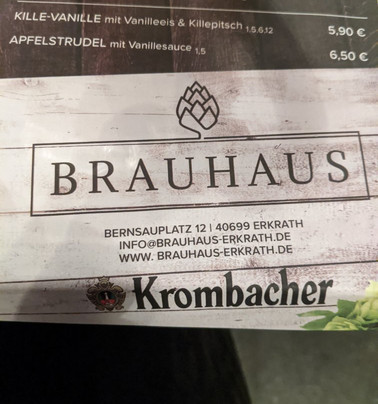 KILLE-VANILLE mit Vanilleeis & Killepitsch 1,5,6,12 5,90 €
APFELSTRUDEL mit Vanillesauce 1,5 6,50 €
BRAUHAUS
BERNSAUPLATZ 12 | 40699 ERKRATH
INFO@BRAUHAUS-ERKRATH.DE
WWW. BRAUHAUS-ERKRATH.DE
Krombacher